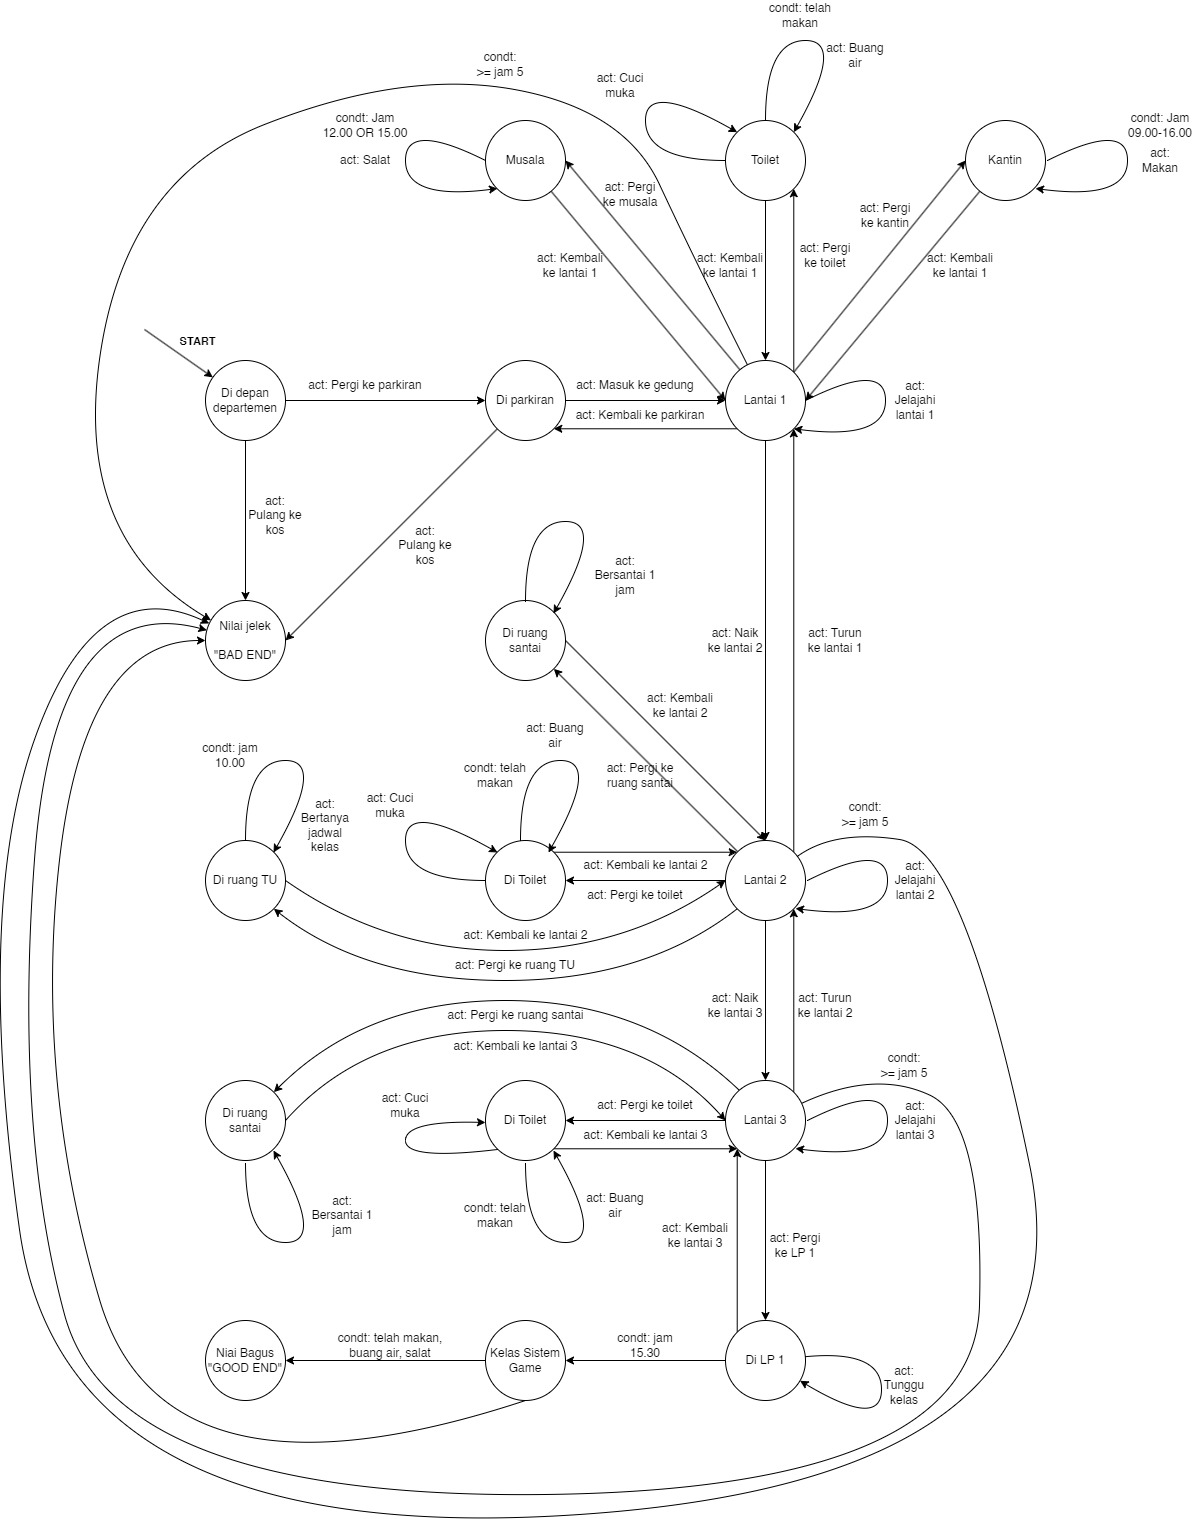 condt: telah
makan
act: Buang
air
condt:
>= jam 5
act: Cuci
muka
condt: Jam
12.00 OR 15.00
act: Salat
Musala
Toilet
Kantin
condt: Jam
09.00-16.00
act:
Makan
act: Pergi
ke musala
act: Pergi
ke kantin
act: Kembali
ke lantai 1
act: Kembali
ke lantai 1
act: Pergi
ke toilet
act: Kembali
ke lantai 1
START
Di depan
departemen
act: Pergi ke parkiran
Di parkiran
act: Masuk ke gedung
act: Kembali ke parkiran
Lantai 1
act:
Jelajahi
lantai 1
act:
Pulang ke
kos
act:
Pulang ke
kos
act:
Bersantai 1
jam
Nilai jelek
"BAD END"
Di ruang
santai
act: Naik
ke lantai 2
act: Turun
ke lantai 1
act: Kembali
ke lantai 2
act: Buang
air
condt: jam
10.00
condt: telah
makan
act: Pergi ke
ruang santai
act: Cuci
muka
act:
Bertanya
jadwal
kelas
condt:
>= jam 5
Di ruang TU
Di Toilet
act: Kembali ke lantai 2
act: Pergi ke toilet
Lantai 2
act:
Jelajahi
lantai 2
act: Kembali ke lantai 2
act: Pergi ke ruang TU
act: Naik
ke lantai 3
act: Turun
ke lantai 2
act: Pergi ke ruang santai
act: Kembali ke lantai 3
condt:
>= jam 5
Di ruang
santai
act: Cuci
muka
Di Toilet
act: Pergi ke toilet
act: Kembali ke lantai 3
Lantai 3
act:
Jelajahi
lantai 3
act:
Bersantai 1
jam
condt: telah
makan
act: Buang
air
act: Kembali
ke lantai 3
act: Pergi
ke LP 1
Niai Bagus
"GOOD END"
condt: telah makan,
buang air, salat
Kelas Sistem
Game
condt: jam
15.30
Di LP 1
act:
Tunggu
kelas